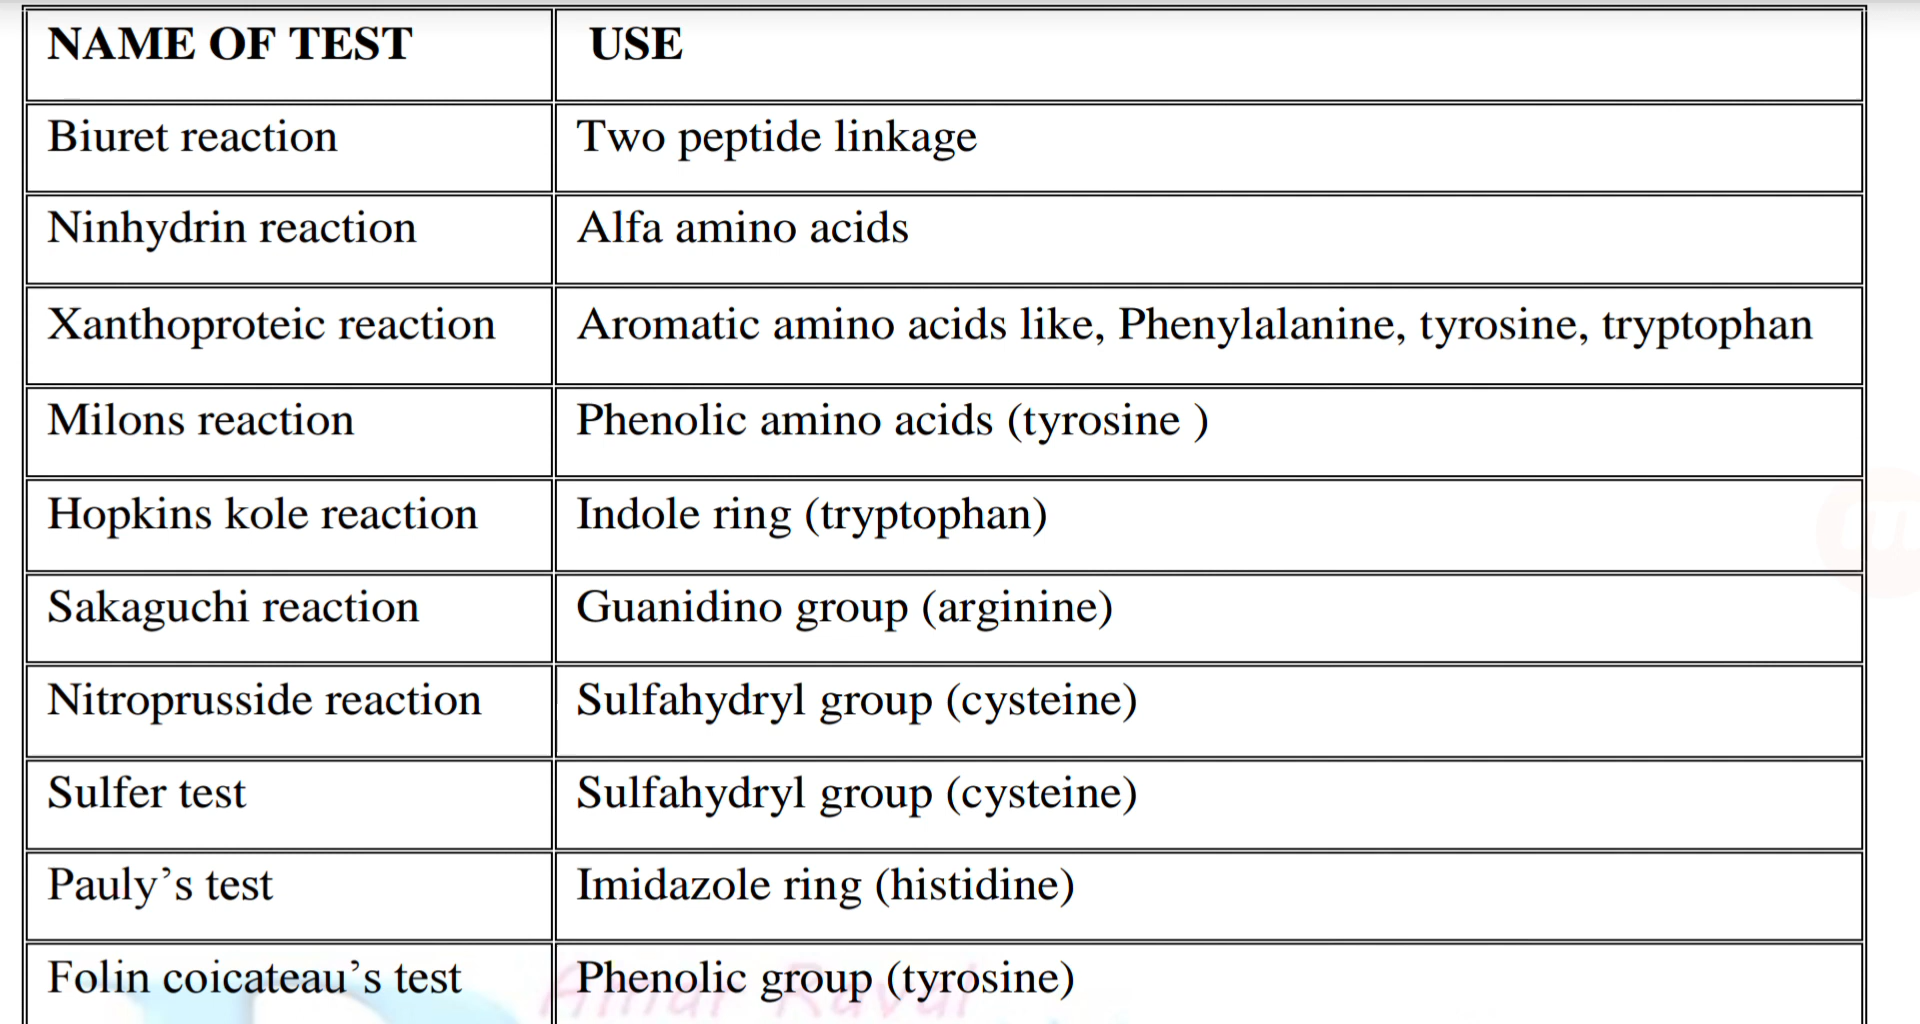 NAME OF TEST USE
Biuret reaction Two peptide linkage
Ninhydrin reaction Alfa amino acids
Xanthoproteic reaction Aromatic amino acids like, Phenylalanine, tyrosine, tryptophan
Milons reaction Phenolic amino acids (tyrosine )
Hopkins kole reaction Indole ring (tryptophan)
Sakaguchi reaction Guanidino group (arginine)
Nitroprusside reaction Sulfahydryl group (cysteine)
Sulfer test Sulfahydryl group (cysteine)
Pauly’s test Imidazole ring (histidine)
Folin coicateau’s test Phenolic group (tyrosine)